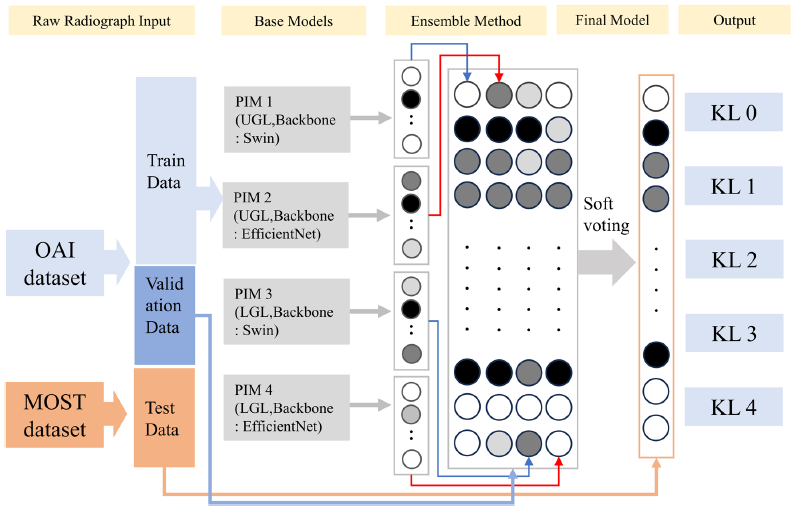 Raw Radiograph Input
Base Models
Ensemble Method
Final Model
Output
OAI
dataset
MOST
dataset
Train
Data
Valid
ation
Data
Test
Data
PIM 1
(UGL,Backbone
: Swin)
PIM 2
(UGL,Backbone
: EfficientNet)
PIM 3
(LGL,Backbone
: Swin)
PIM 4
(LGL,Backbone
: EfficientNet)
Soft
voting
KL 0
KL 1
KL 2
KL 3
KL 4